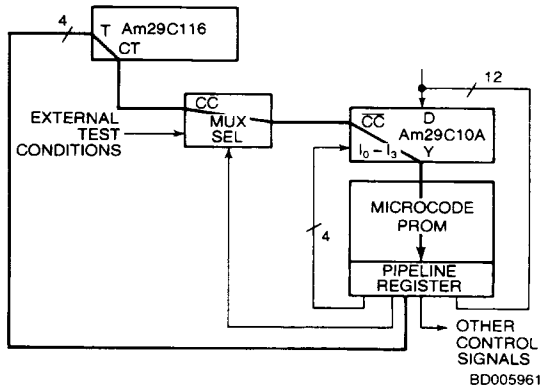 4
T
Am29C116
CT
12
CC
MUX
SEL
EXTERNAL
TEST
CONDITIONS
D
CC
Am29C10A
I0 – I3
Y
4
MICROCODE
PROM
PIPELINE
REGISTER
OTHER
CONTROL
SIGNALS
BD005961